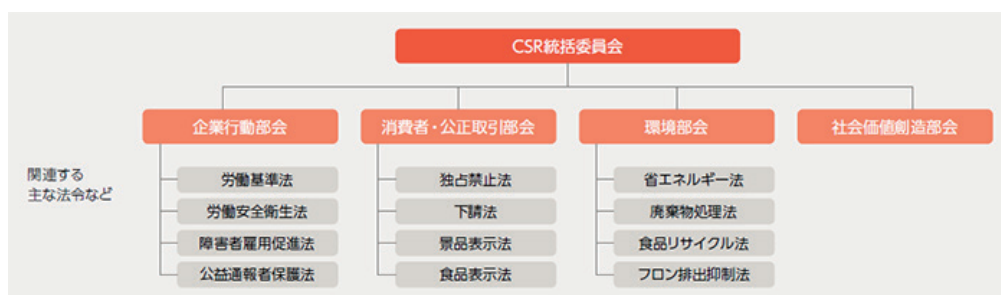 CSR統括委員会
企業行動部会
消費者・公正取引部会
環境部会
社会価値創造部会
関連する
主な法令など
労働基準法
独占禁止法
省エネルギー法
労働安全衛生法
下請法
廃棄物処理法
障害者雇用促進法
景品表示法
食品リサイクル法
公益通報者保護法
食品表示法
フロン排出抑制法